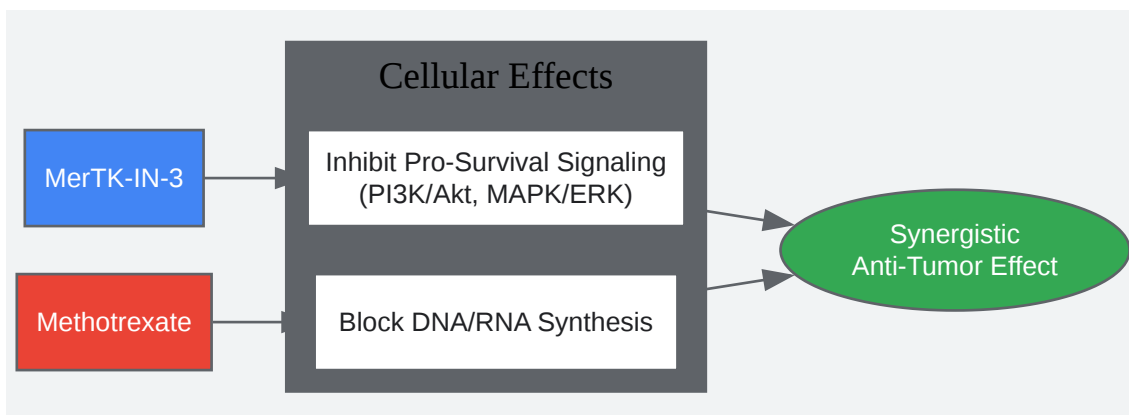 Cellular Effects
MerTK-IN-3
Inhibit Pro-Survival Signaling
(PI3K/Akt, MAPK/ERK)
Methotrexate
Block DNA/RNA Synthesis
Synergistic
Anti-Tumor Effect